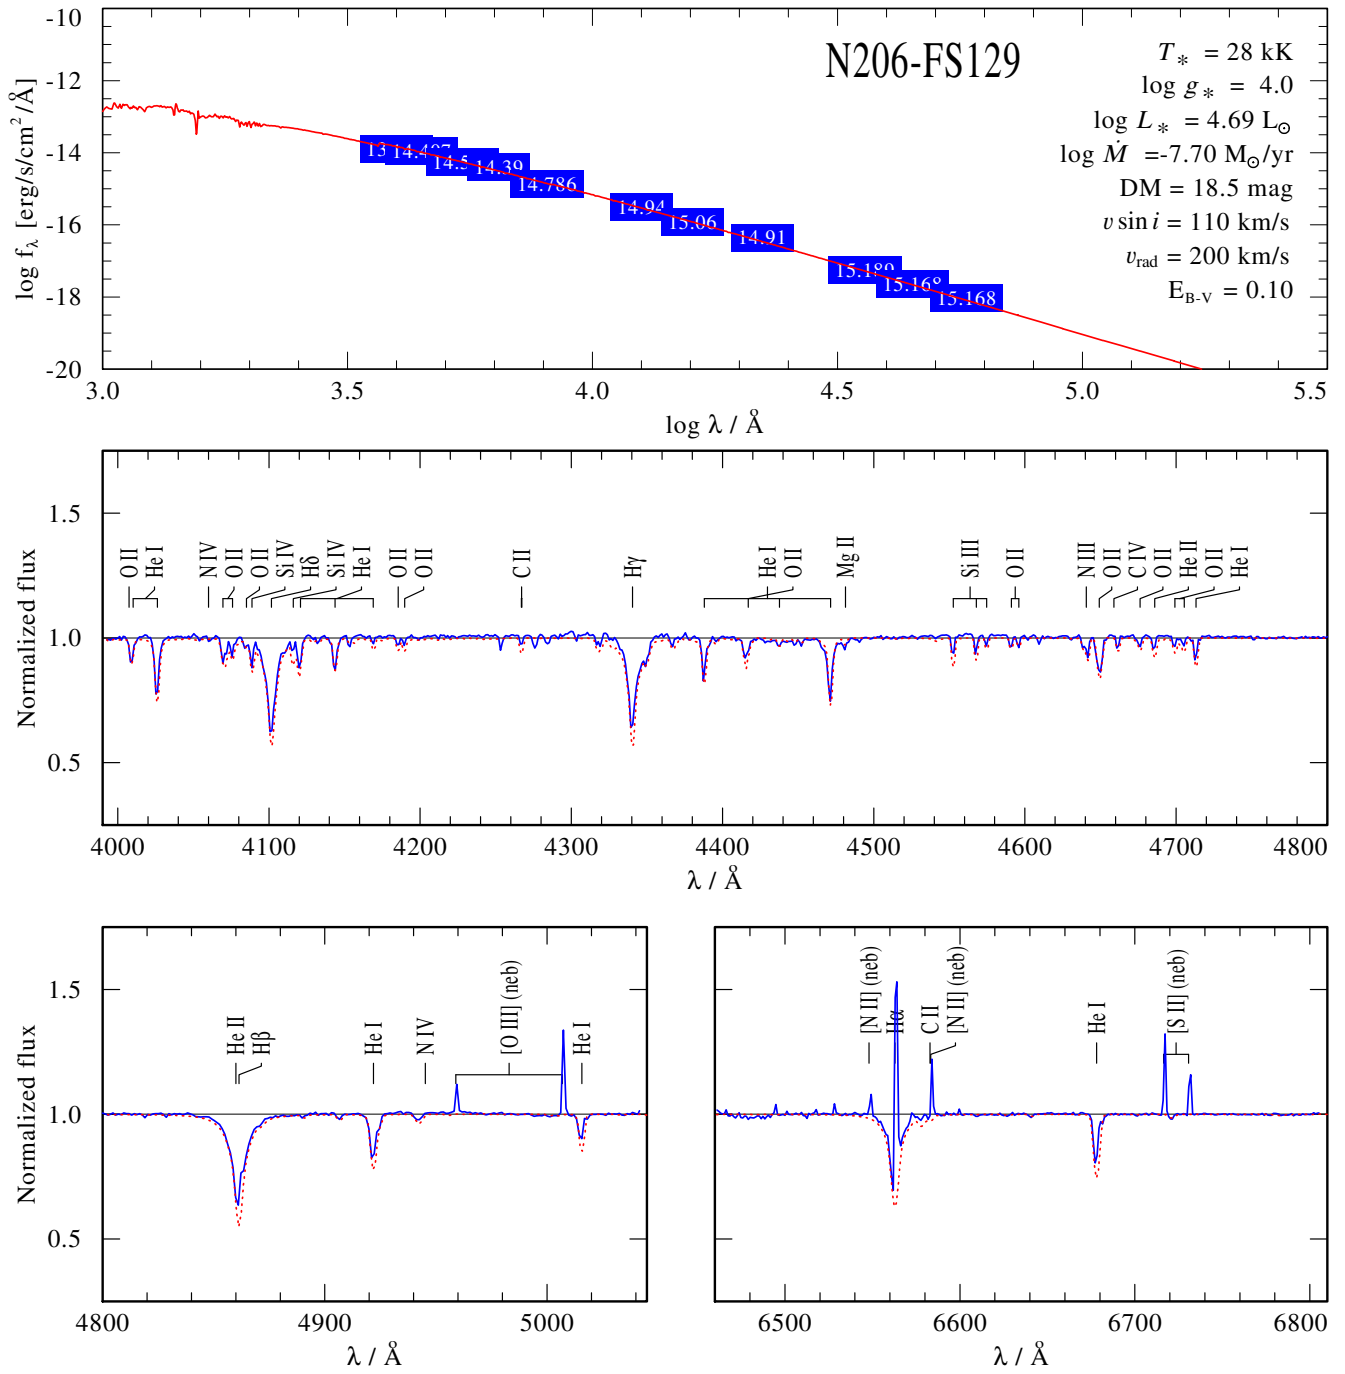 N206-FS129
T* = 28 kK
log g* = 4.0
log L* = 4.69 L⊙
log Ṁ =-7.70 M⊙/yr
DM = 18.5 mag
v sin i = 110 km/s
vrad = 200 km/s
EB-V = 0.10
-10
-12
-14
-16
-18
-20
log fλ [erg/s/cm²/Å]
14.39
14.786
14.94
15.06
14.91
15.189
15.168
15.168
3.0 3.5 4.0 4.5 5.0 5.5
log λ / Å
O II He I N IV O II O II Si IV Hδ Si IV He I O II O II C II Hγ He I O II Mg II Si III O II N III O II C IV O II He II O II He I
1.5
1.0
0.5
Normalized flux
4000 4100 4200 4300 4400 4500 4600 4700 4800
λ / Å
He II Hβ He I N IV [O III] (neb) He I
1.5
1.0
0.5
Normalized flux
4800 4900 5000
λ / Å
[N II] (neb) Hα C II [N II] (neb) He I [S II] (neb)
6500 6600 6700 6800
λ / Å